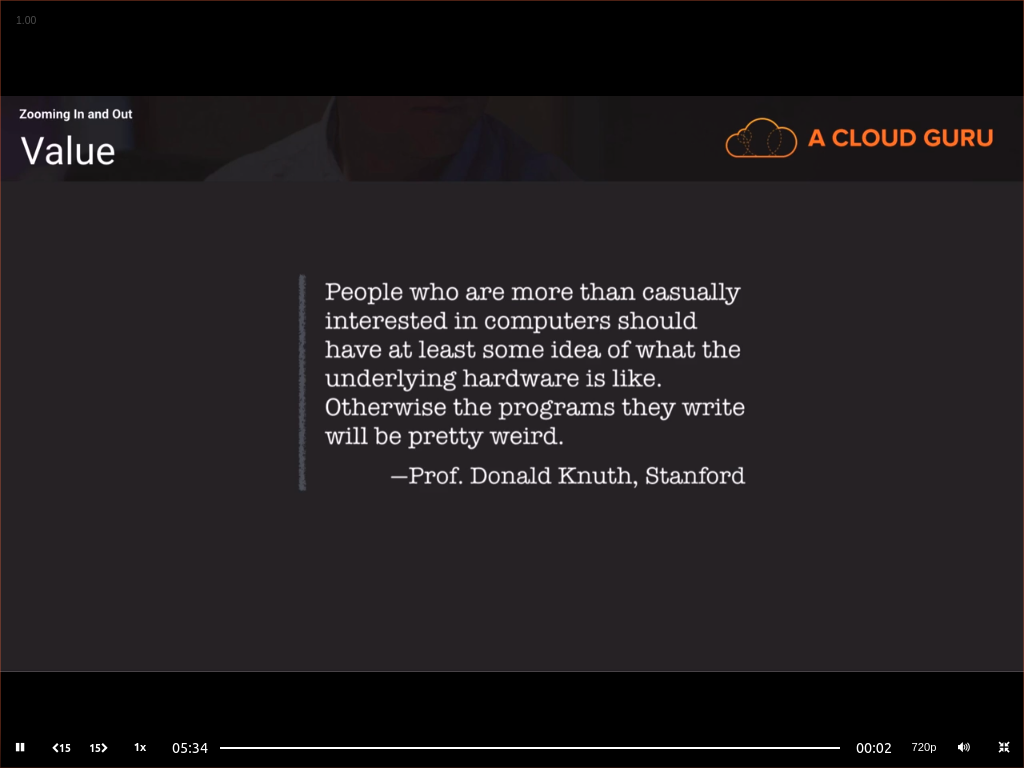 1.00
Zooming In and Out
Value
A CLOUD GURU
People who are more than casually
interested in computers should
have at least some idea of what the
underlying hardware is like.
Otherwise the programs they write
will be pretty weird.
—Prof. Donald Knuth, Stanford
15 15 1x 05:34 00:02 720p